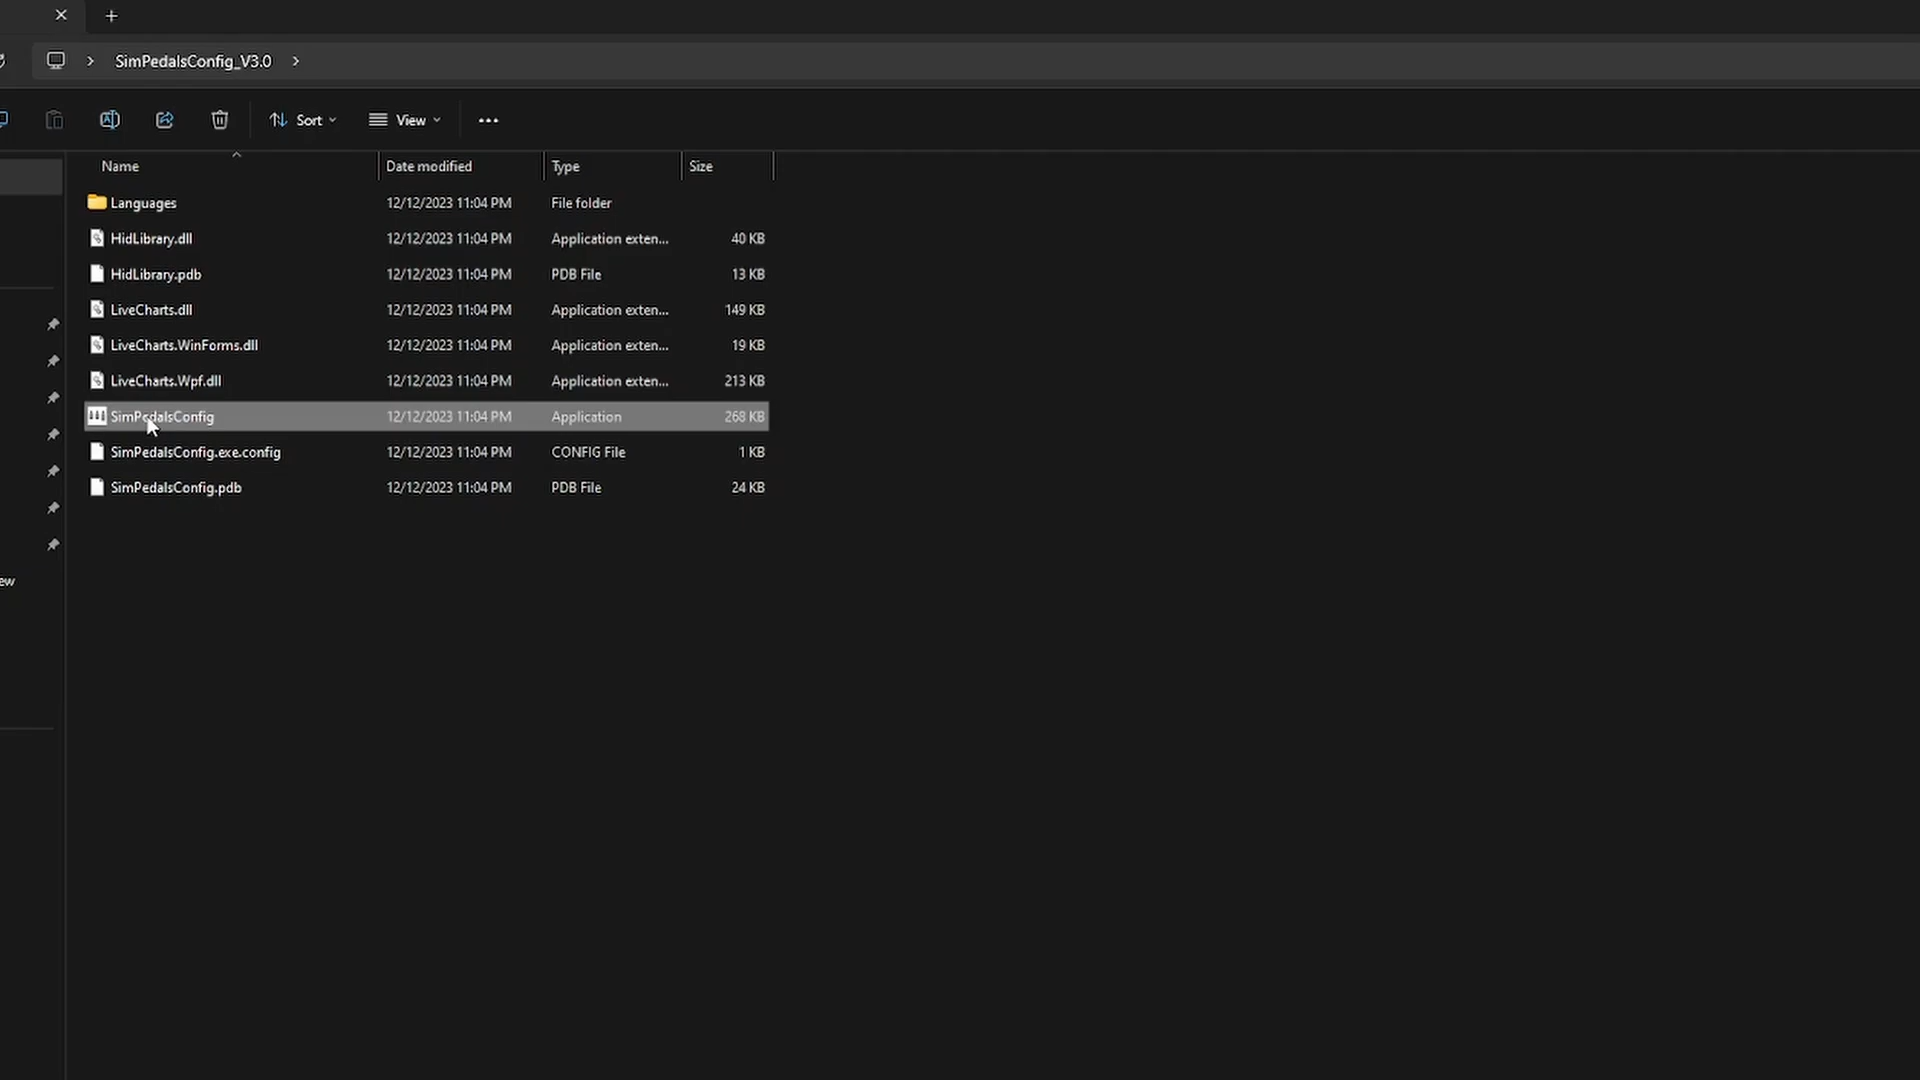 SimPedalsConfig_V3.0
Sort
View
Name Date modified Type Size
Languages 12/12/2023 11:04 PM File folder
HidLibrary.dll 12/12/2023 11:04 PM Application exten... 40 KB
HidLibrary.pdb 12/12/2023 11:04 PM PDB File 13 KB
LiveCharts.dll 12/12/2023 11:04 PM Application exten... 149 KB
LiveCharts.WinForms.dll 12/12/2023 11:04 PM Application exten... 19 KB
LiveCharts.Wpf.dll 12/12/2023 11:04 PM Application exten... 213 KB
SimPedalsConfig 12/12/2023 11:04 PM Application 268 KB
SimPedalsConfig.exe.config 12/12/2023 11:04 PM CONFIG File 1 KB
SimPedalsConfig.pdb 12/12/2023 11:04 PM PDB File 24 KB
ew